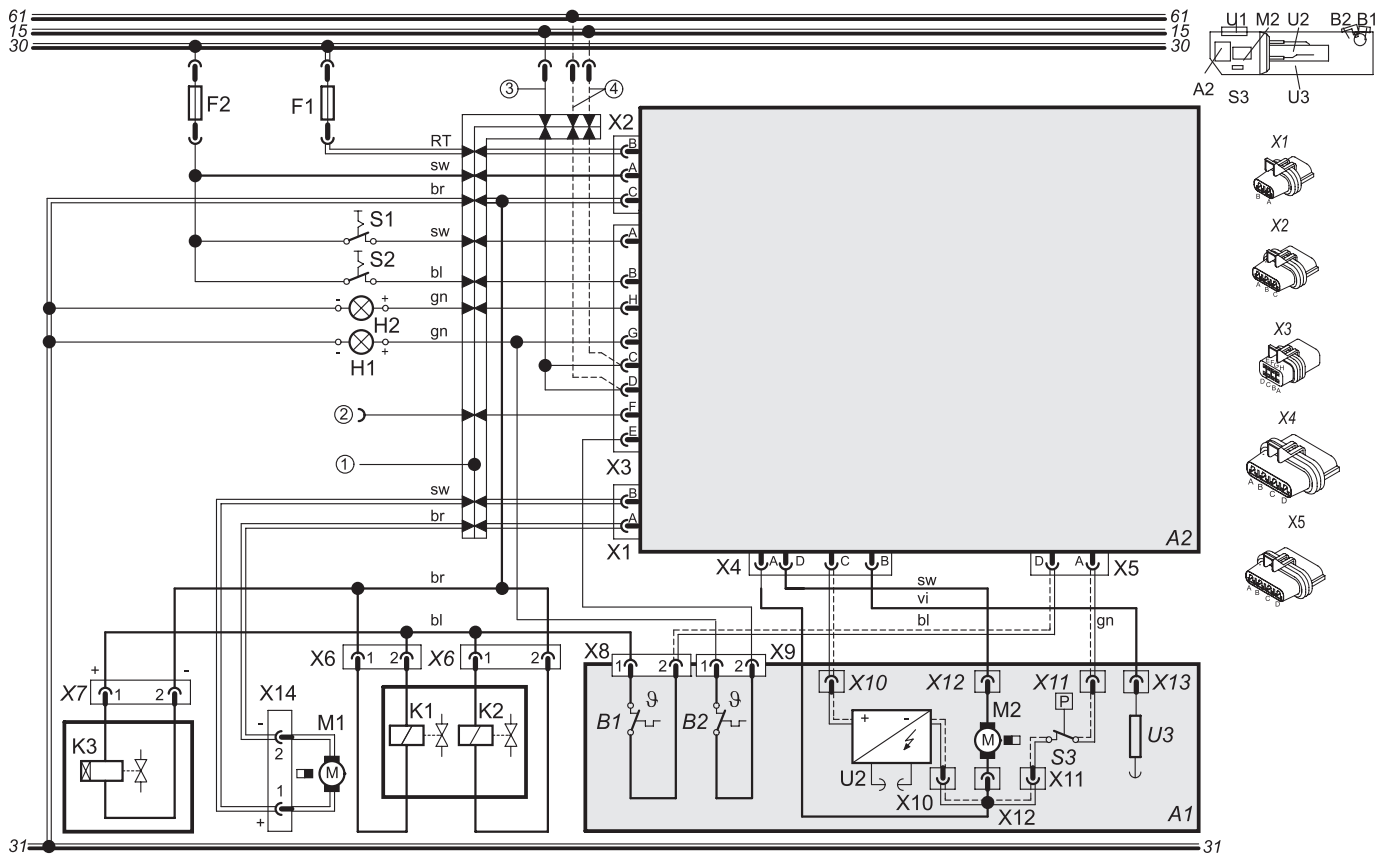 61 61
15 15
30 30
U1 M2 U2 B2 B1
A2 S3 U3
F2 F1
3 4
X2
RT B
sw A
br C
S1 sw A
S2 bl B
- + gn H
H2
gn G
- +
H1
C
D
2 F
E
1
X3
sw B
br A
X1
A2
X4 A D C B D A X5
br sw
vi
bl bl gn
X6 1 2 X6 1 2 X8 1 2 1 2 X9
+ -
X7 1 2 X14 X10 X12 X11 X13
P
K1 K2 B1 ϑ B2 ϑ + - M2
M U3
K3 - M1 S3
2 M
1 U2 X11
+ X10 X12
A1
31 31
X1
B A
X2
A B C
X3
E F G H
D C B A
X4
A B C D
X5
A B C D